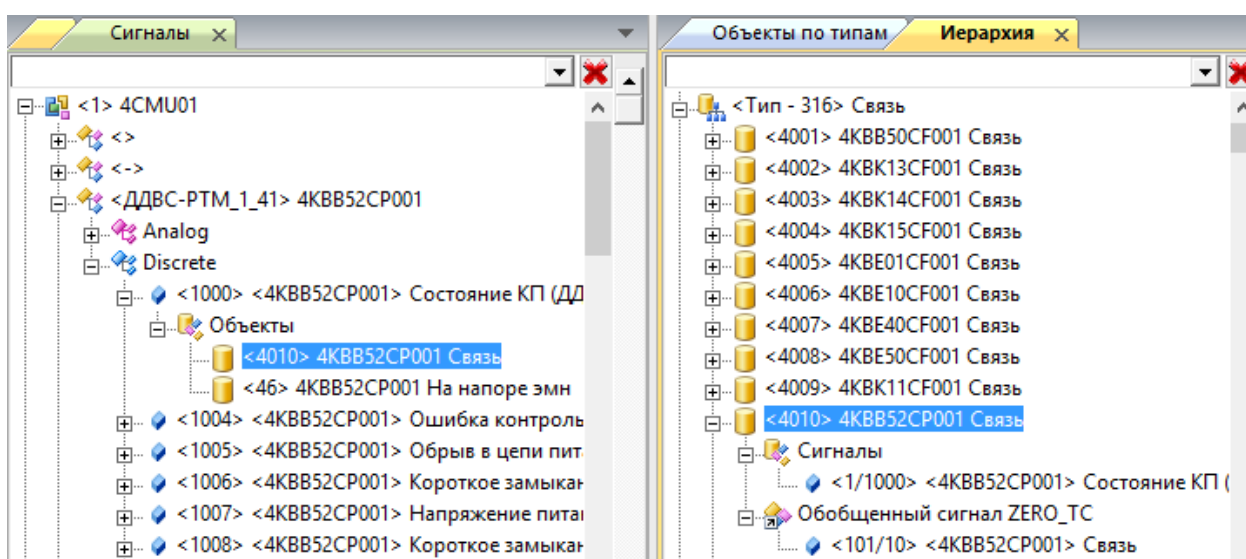 Сигналы
<1> 4CMU01
<>
<->
<ДДВС-РТМ_1_41> 4KBB52CP001
Analog
Discrete
<1000> <4KBB52CP001> Состояние КП (ДД
Объекты
<4010> 4KBB52CP001 Связь
<46> 4KBB52CP001 На напоре эмн
<1004> <4KBB52CP001> Ошибка контроль
<1005> <4KBB52CP001> Обрыв в цепи пит
<1006> <4KBB52CP001> Короткое замыкан
<1007> <4KBB52CP001> Напряжение питан
<1008> <4KBB52CP001> Короткое замыкан
Объекты по типам Иерархия
<Тип - 316> Связь
<4001> 4KBB50CF001 Связь
<4002> 4KBK13CF001 Связь
<4003> 4KBK14CF001 Связь
<4004> 4KBK15CF001 Связь
<4005> 4KBE01CF001 Связь
<4006> 4KBE10CF001 Связь
<4007> 4KBE40CF001 Связь
<4008> 4KBE50CF001 Связь
<4009> 4KBK11CF001 Связь
<4010> 4KBB52CP001 Связь
Сигналы
<1/1000> <4KBB52CP001> Состояние КП (
Обобщенный сигнал ZERO_TC
<101/10> <4KBB52CP001> Связь